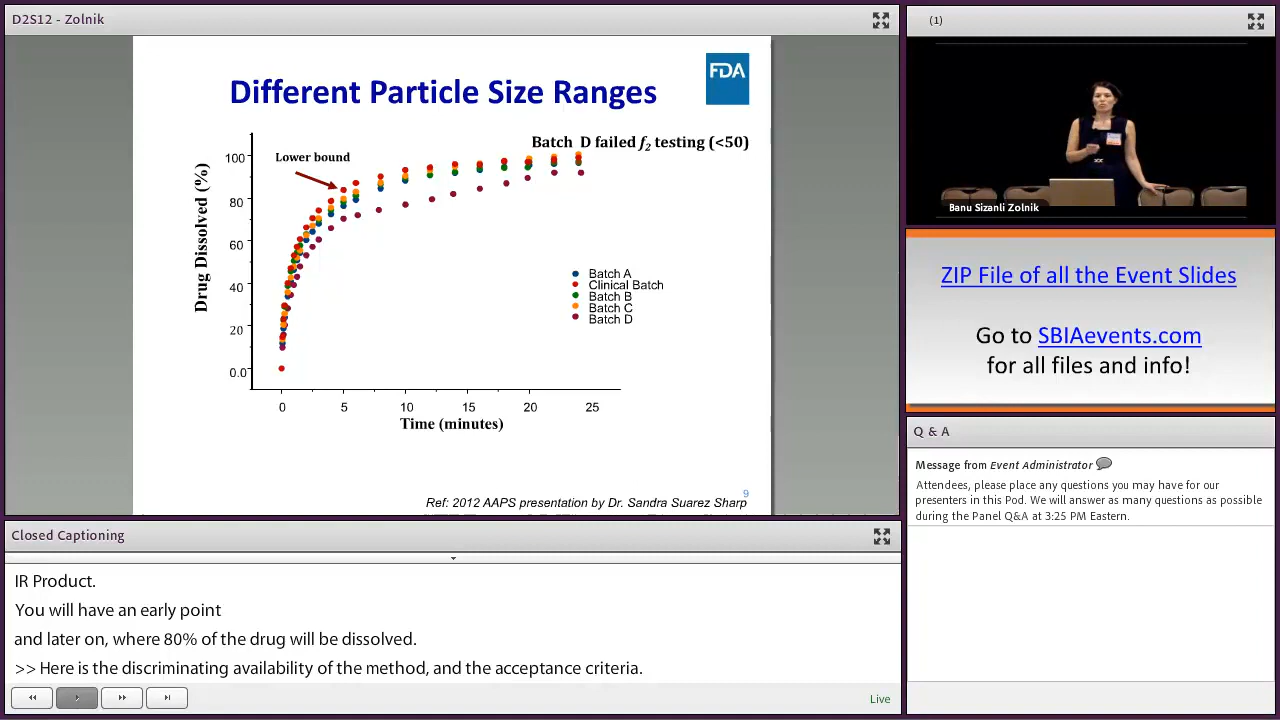 D2S12 - Zolnik
Different Particle Size Ranges
FDA
Batch D failed f2 testing (<50)
Lower bound
Drug Dissolved (%)
100
80
60
40
20
0.0
Batch A
Clinical Batch
Batch B
Batch C
Batch D
0 5 10 15 20 25
Time (minutes)
9
Ref: 2012 AAPS presentation by Dr. Sandra Suarez Sharp
Closed Captioning
IR Product.
You will have an early point
and later on, where 80% of the drug will be dissolved.
>> Here is the discriminating availability of the method, and the acceptance criteria.
Live
(1)
Banu Sizanli Zolnik
ZIP File of all the Event Slides
Go to SBIAevents.com
for all files and info!
Q & A
Message from Event Administrator
Attendees, please place any questions you may have for our
presenters in this Pod. We will answer as many questions as possible
during the Panel Q&A at 3:25 PM Eastern.